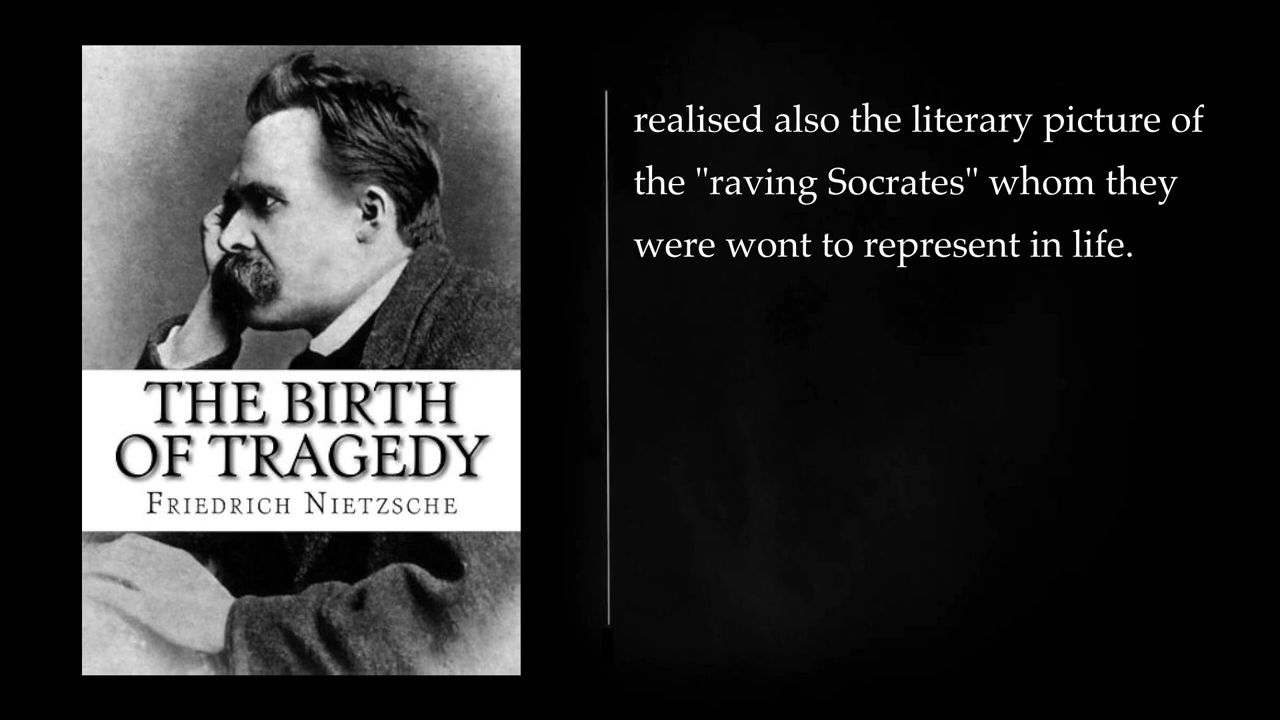 THE BIRTH
OF TRAGEDY
FRIEDRICH NIETZSCHE
realised also the literary picture of
the "raving Socrates" whom they
were wont to represent in life.